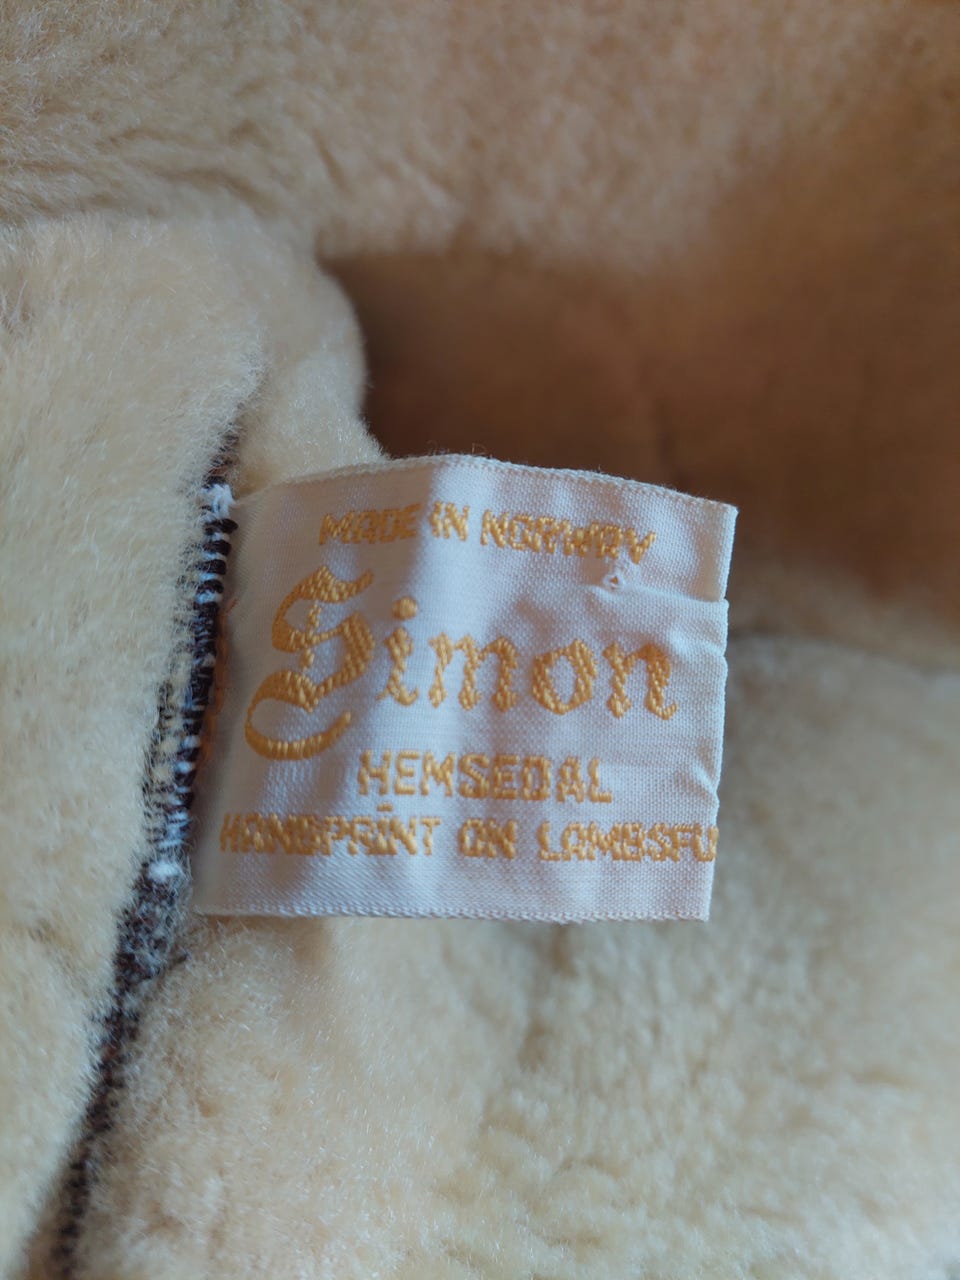 MADE IN NORWAY
Simon
HEMSEDAL
HANDPRINT ON LAMBSFU